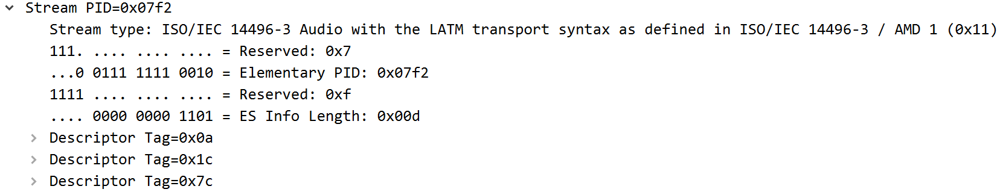 Stream PID=0x07f2
Stream type: ISO/IEC 14496-3 Audio with the LATM transport syntax as defined in ISO/IEC 14496-3 / AMD 1 (0x11)
111. .... .... .... = Reserved: 0x7
...0 0111 1111 0010 = Elementary PID: 0x07f2
1111 .... .... .... = Reserved: 0xf
.... 0000 0000 1101 = ES Info Length: 0x00d
Descriptor Tag=0x0a
Descriptor Tag=0x1c
Descriptor Tag=0x7c